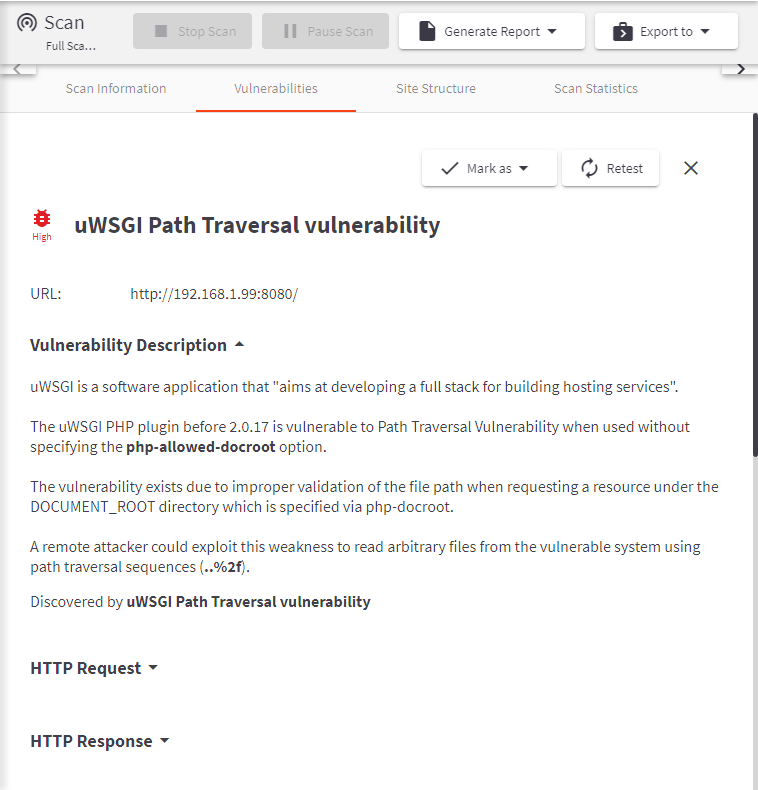 Scan
Full Sca...
Stop Scan
Pause Scan
Generate Report
Export to
Scan Information
Vulnerabilities
Site Structure
Scan Statistics
Mark as
Retest
High
uWSGI Path Traversal vulnerability
URL:
http://192.168.1.99:8080/
Vulnerability Description
uWSGI is a software application that "aims at developing a full stack for building hosting services".
The uWSGI PHP plugin before 2.0.17 is vulnerable to Path Traversal Vulnerability when used without
specifying the php-allowed-docroot option.
The vulnerability exists due to improper validation of the file path when requesting a resource under the
DOCUMENT_ROOT directory which is specified via php-docroot.
A remote attacker could exploit this weakness to read arbitrary files from the vulnerable system using
path traversal sequences (..%2f).
Discovered by uWSGI Path Traversal vulnerability
HTTP Request
HTTP Response